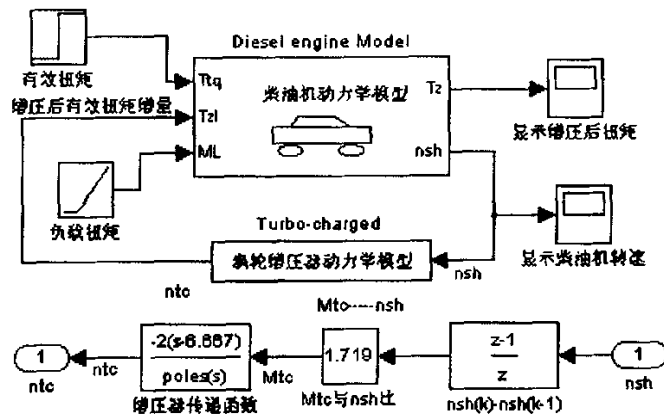 Diesel engine Model
有效扭矩
增压后有效扭矩增量
Ttq
Tzl
ML
柴油机动力学模型
Tz
nsh
显示增压后扭矩
负载扭矩
Turbo-charged
涡轮增压器动力学模型
ntc
nsh
显示柴油机转速
Mtc----nsh
1
ntc
ntc
-2(s-6.667)
poles(s)
增压器传递函数
Mtc
1.719
Mtc与nsh比
z-1
z
nsh(k)-nsh(k-1)
1
nsh